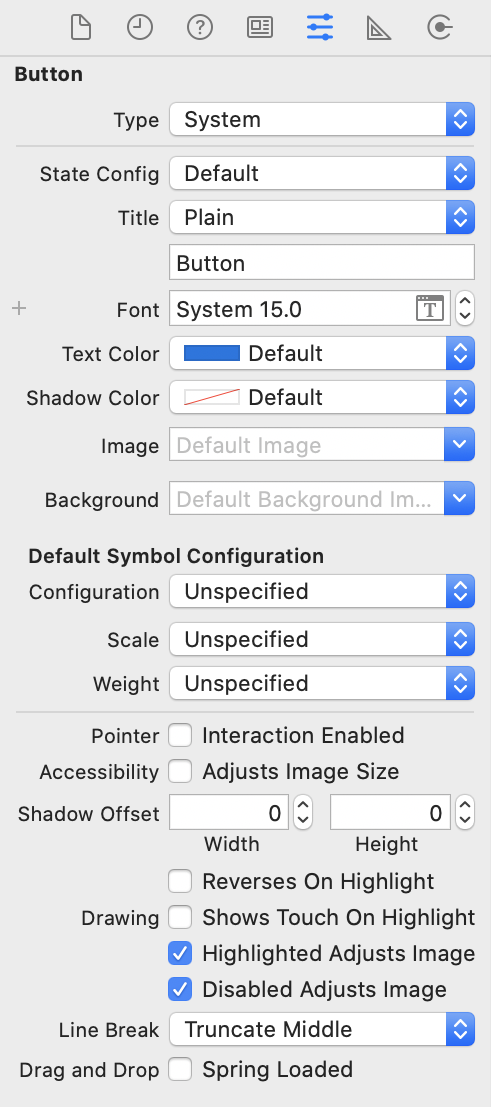 Button
Type System
State Config Default
Title Plain
Button
Font System 15.0 T
Text Color Default
Shadow Color Default
Image Default Image
Background Default Background Im...
Default Symbol Configuration
Configuration Unspecified
Scale Unspecified
Weight Unspecified
Pointer Interaction Enabled
Accessibility Adjusts Image Size
Shadow Offset 0 0
Width Height
Reverses On Highlight
Drawing Shows Touch On Highlight
Highlighted Adjusts Image
Disabled Adjusts Image
Line Break Truncate Middle
Drag and Drop Spring Loaded